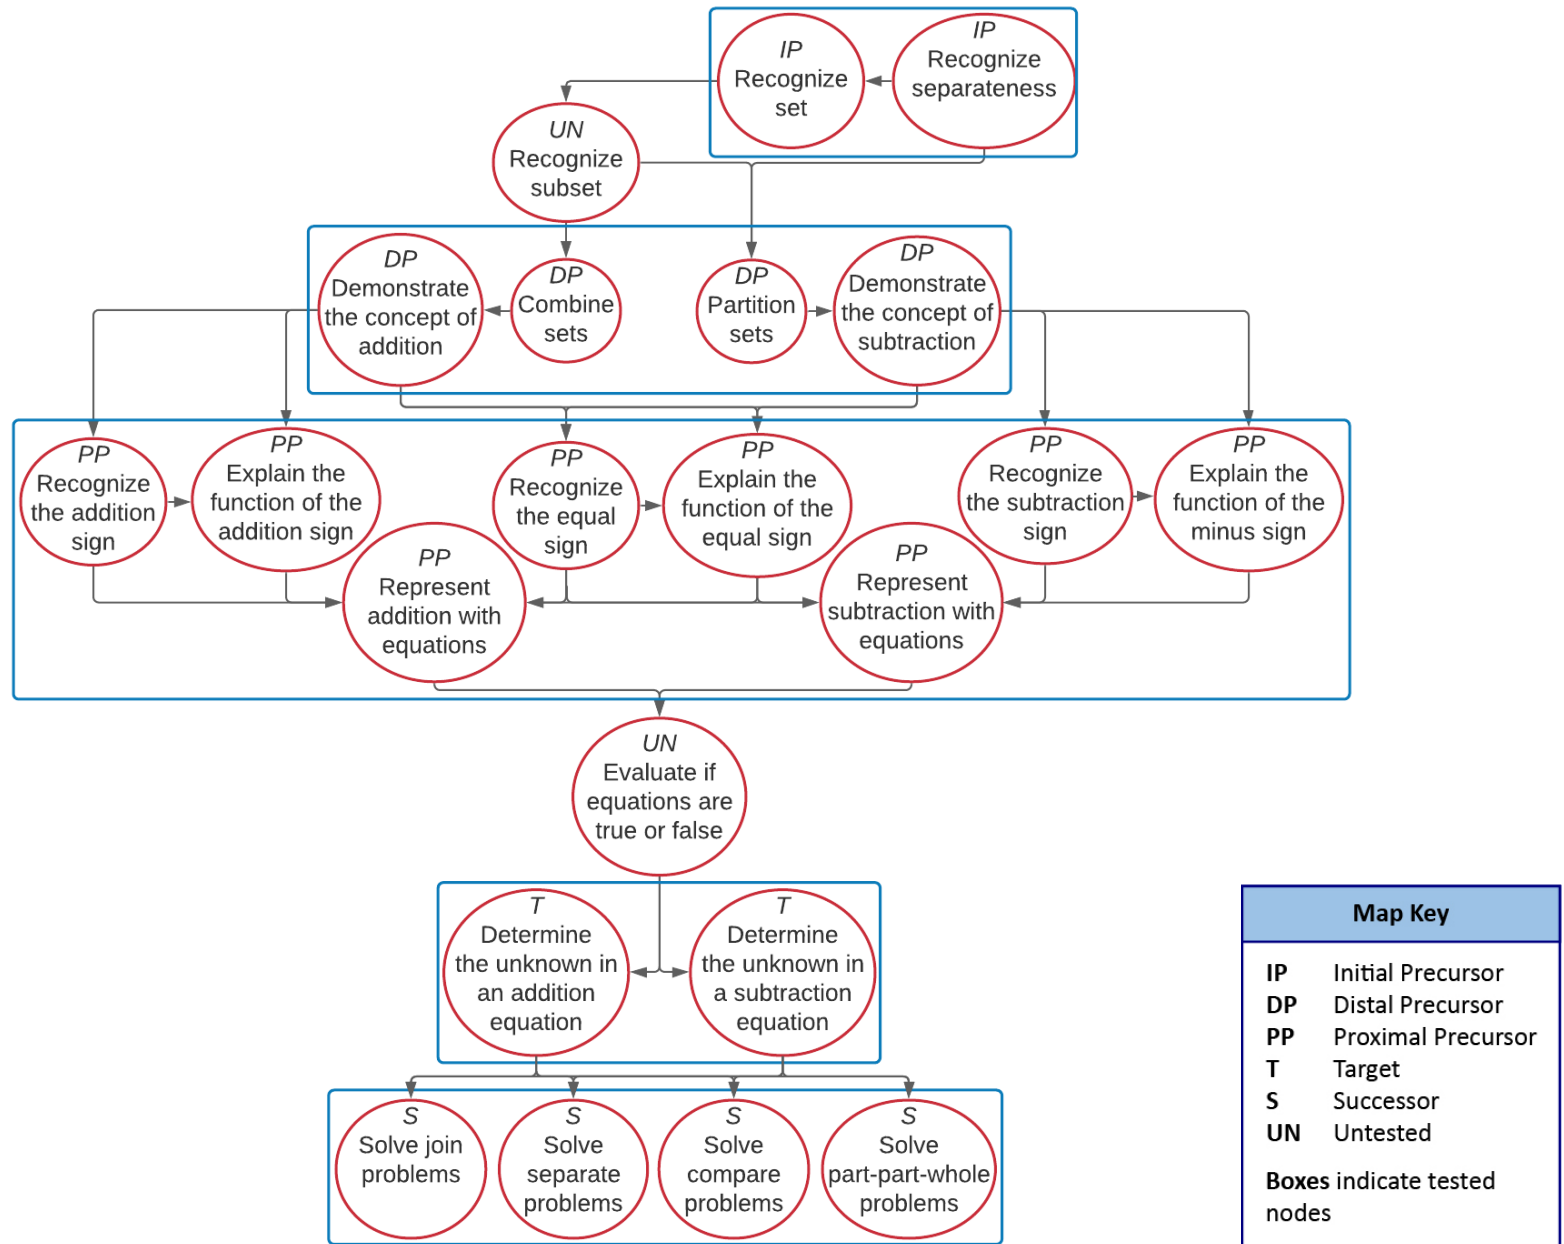 IP
Recognize
set
IP
Recognize
separateness
UN
Recognize
subset
DP
Demonstrate
the concept of
addition
DP
Combine
sets
DP
Partition
sets
DP
Demonstrate
the concept of
subtraction
PP
Recognize
the addition
sign
PP
Explain the
function of the
addition sign
PP
Recognize
the equal
sign
PP
Explain the
function of the
equal sign
PP
Recognize
the subtraction
sign
PP
Explain the
function of the
minus sign
PP
Represent
addition with
equations
PP
Represent
subtraction with
equations
UN
Evaluate if
equations are
true or false
T
Determine
the unknown in
an addition
equation
T
Determine
the unknown in
a subtraction
equation
S
Solve join
problems
S
Solve
separate
problems
S
Solve
compare
problems
S
Solve
part-part-whole
problems
Map Key
IP Initial Precursor
DP Distal Precursor
PP Proximal Precursor
T Target
S Successor
UN Untested
Boxes indicate tested
nodes